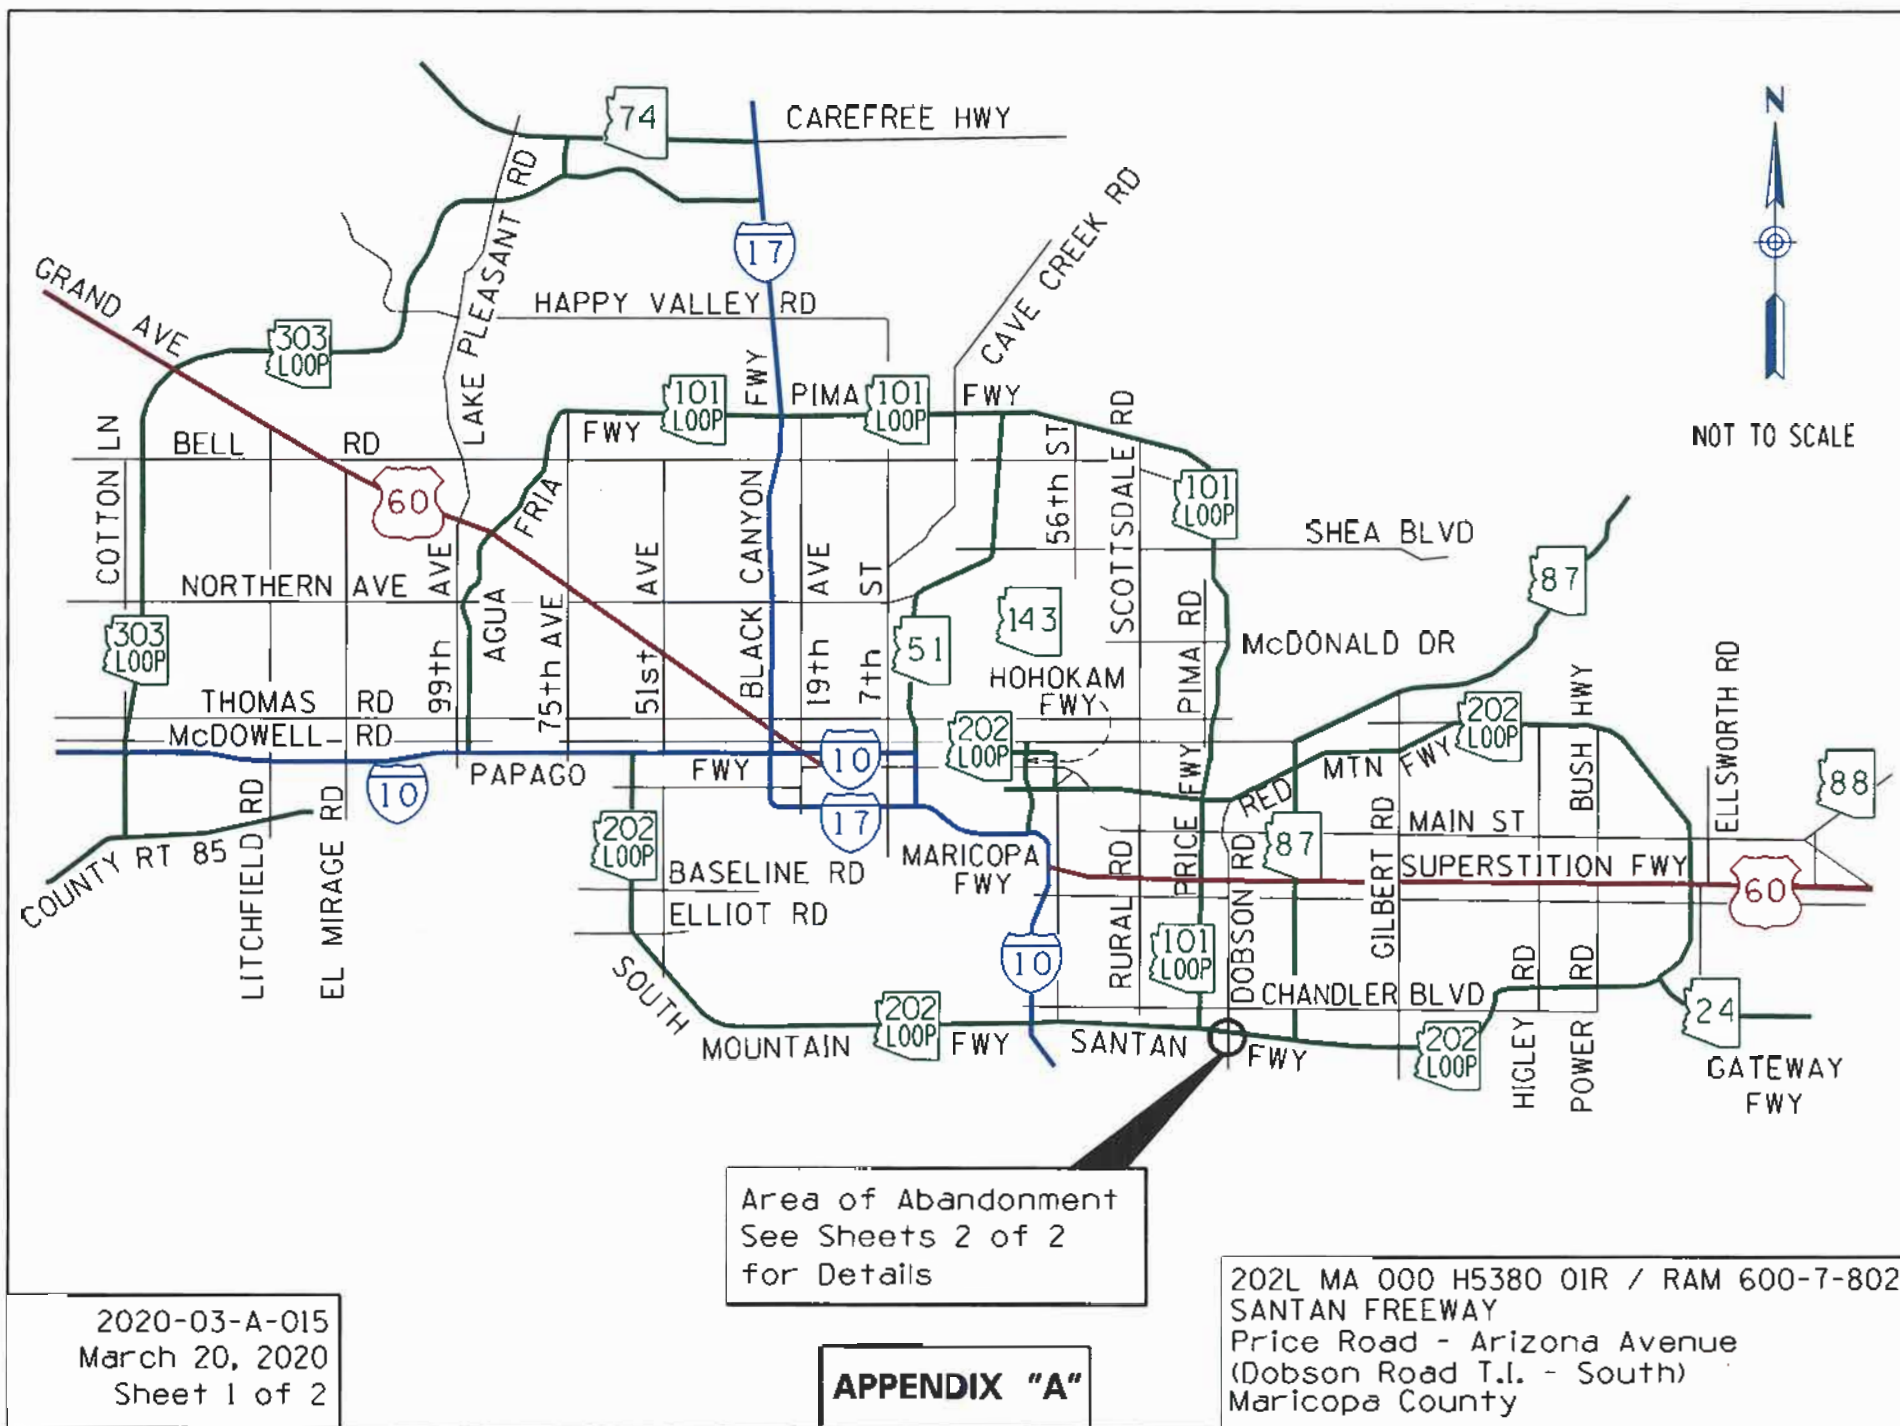 74
CAREFREE HWY
N
LAKE PLEASANT RD
17
CAVE CREEK RD
GRAND AVE
HAPPY VALLEY RD
303
LOOP
101
LOOP
FWY
PIMA
101
LOOP
FWY
NOT TO SCALE
COTTON LN
BELL RD
FWY
60
AGUA FRIA
BLACK CANYON
56th ST
SCOTTSDALE RD
101
LOOP
SHEA BLVD
87
NORTHERN AVE
99th AVE
75th AVE
51st AVE
19th AVE
7th ST
143
PIMA RD
McDONALD DR
303
LOOP
51
HOHOKAM
FWY
THOMAS RD
McDOWELL RD
202
LOOP
202
LOOP
BUSH HWY
ELLSWORTH RD
10
PAPAGO FWY
10
RED MTN FWY
88
LITCHFIELD RD
EL MIRAGE RD
17
202
LOOP
MARICOPA
FWY
RURAL RD
PRICE FWY
DOBSON RD
87
GILBERT RD
MAIN ST
SUPERSTITION FWY
60
COUNTY RT 85
BASELINE RD
ELLIOT RD
10
101
LOOP
CHANDLER BLVD
HIGLEY RD
POWER RD
24
GATEWAY
FWY
SOUTH
MOUNTAIN
202
LOOP
FWY
SANTAN
FWY
202
LOOP
Area of Abandonment
See Sheets 2 of 2
for Details
2020-03-A-015
March 20, 2020
Sheet 1 of 2
APPENDIX "A"
202L MA 000 H5380 01R / RAM 600-7-802
SANTAN FREEWAY
Price Road - Arizona Avenue
(Dobson Road T.I. - South)
Maricopa County